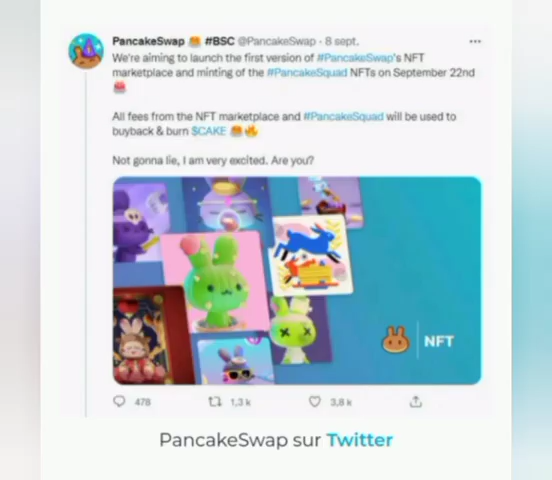 PancakeSwap 🥞 #BSC @PancakeSwap · 8 sept.
We're aiming to launch the first version of #PancakeSwap's NFT
marketplace and minting of the #PancakeSquad NFTs on September 22nd
All fees from the NFT marketplace and #PancakeSquad will be used to
buyback & burn $CAKE 🥞🔥
Not gonna lie, I am very excited. Are you?
NFT
478
1,3 k
3,8 k
PancakeSwap sur Twitter